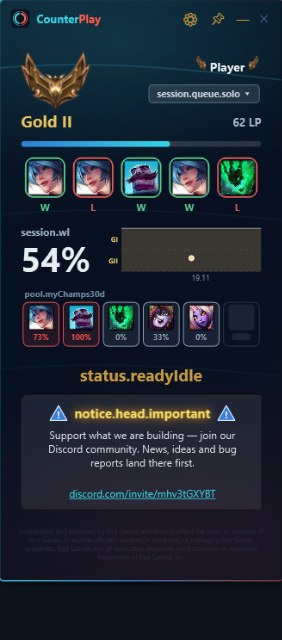 CounterPlay
Player
session.queue.solo
Gold II
62 LP
W L W W L
session.wl
54%
GI
GII
19.11
pool.myChamps30d
73% 100% 0% 33% 0%
status.readyIdle
notice.head.important
Support what we are building — join our
Discord community. News, ideas and bug
reports land there first.
discord.com/invite/mhv3tGXYBT